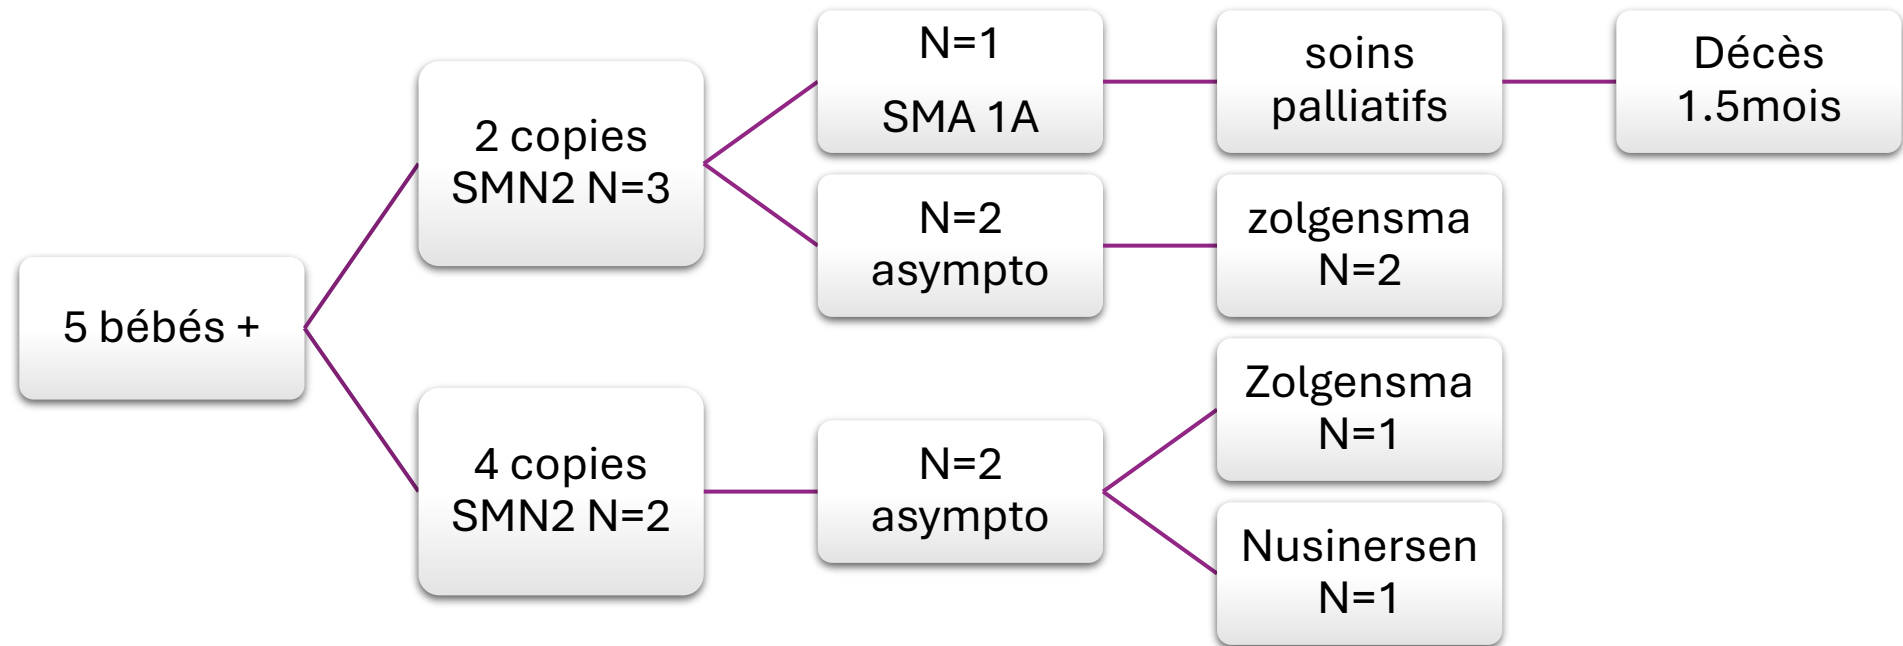 5 bébés +
2 copies
SMN2 N=3
N=1
SMA 1A
soins
palliatifs
Décès
1.5mois
N=2
asympto
zolgensma
N=2
4 copies
SMN2 N=2
N=2
asympto
Zolgensma
N=1
Nusinersen
N=1